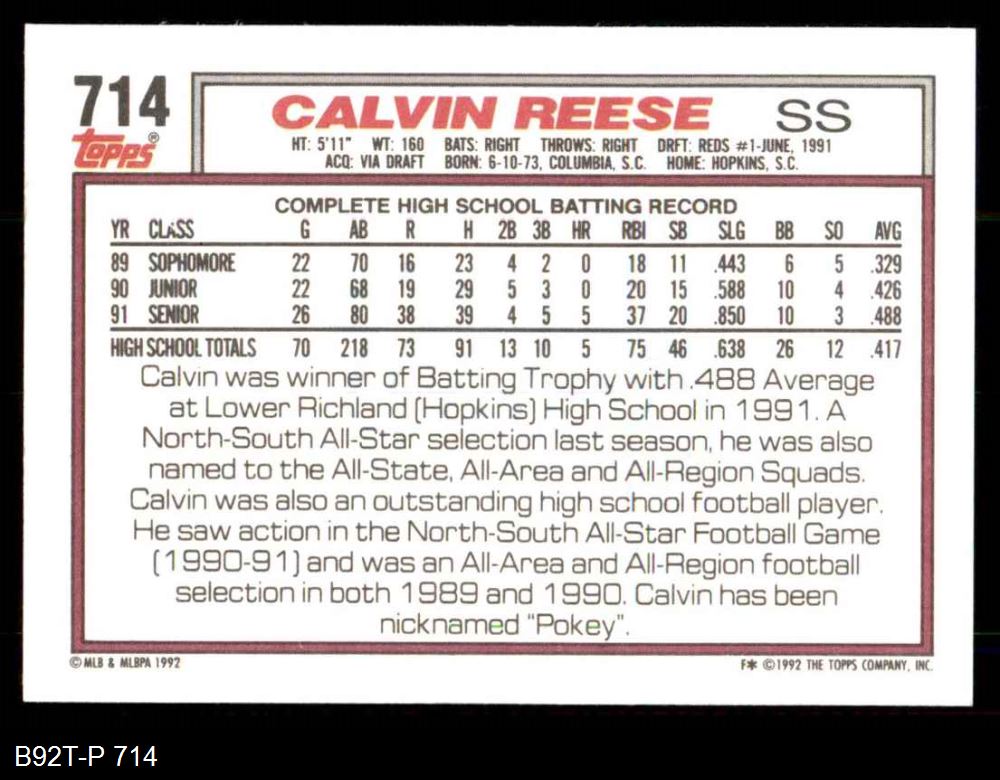 714
Topps®
CALVIN REESE SS
HT: 5'11" WT: 160 BATS: RIGHT THROWS: RIGHT DRFT: REDS #1-JUNE, 1991
ACQ: VIA DRAFT BORN: 6-10-73, COLUMBIA, S.C. HOME: HOPKINS, S.C.
COMPLETE HIGH SCHOOL BATTING RECORD
YR CLASS G AB R H 2B 3B HR RBI SB SLG BB SO AVG
89 SOPHOMORE 22 70 16 23 4 2 0 18 11 .443 6 5 .329
90 JUNIOR 22 68 19 29 5 3 0 20 15 .588 10 4 .426
91 SENIOR 26 80 38 39 4 5 5 37 20 .850 10 3 .488
HIGH SCHOOL TOTALS 70 218 73 91 13 10 5 75 46 .638 26 12 .417
Calvin was winner of Batting Trophy with .488 Average
at Lower Richland (Hopkins) High School in 1991. A
North-South All-Star selection last season, he was also
named to the All-State, All-Area and All-Region Squads.
Calvin was also an outstanding high school football player.
He saw action in the North-South All-Star Football Game
(1990-91) and was an All-Area and All-Region football
selection in both 1989 and 1990. Calvin has been
nicknamed "Pokey".
© MLB & MLBPA 1992 F* © 1992 THE TOPPS COMPANY, INC.
B92T-P 714